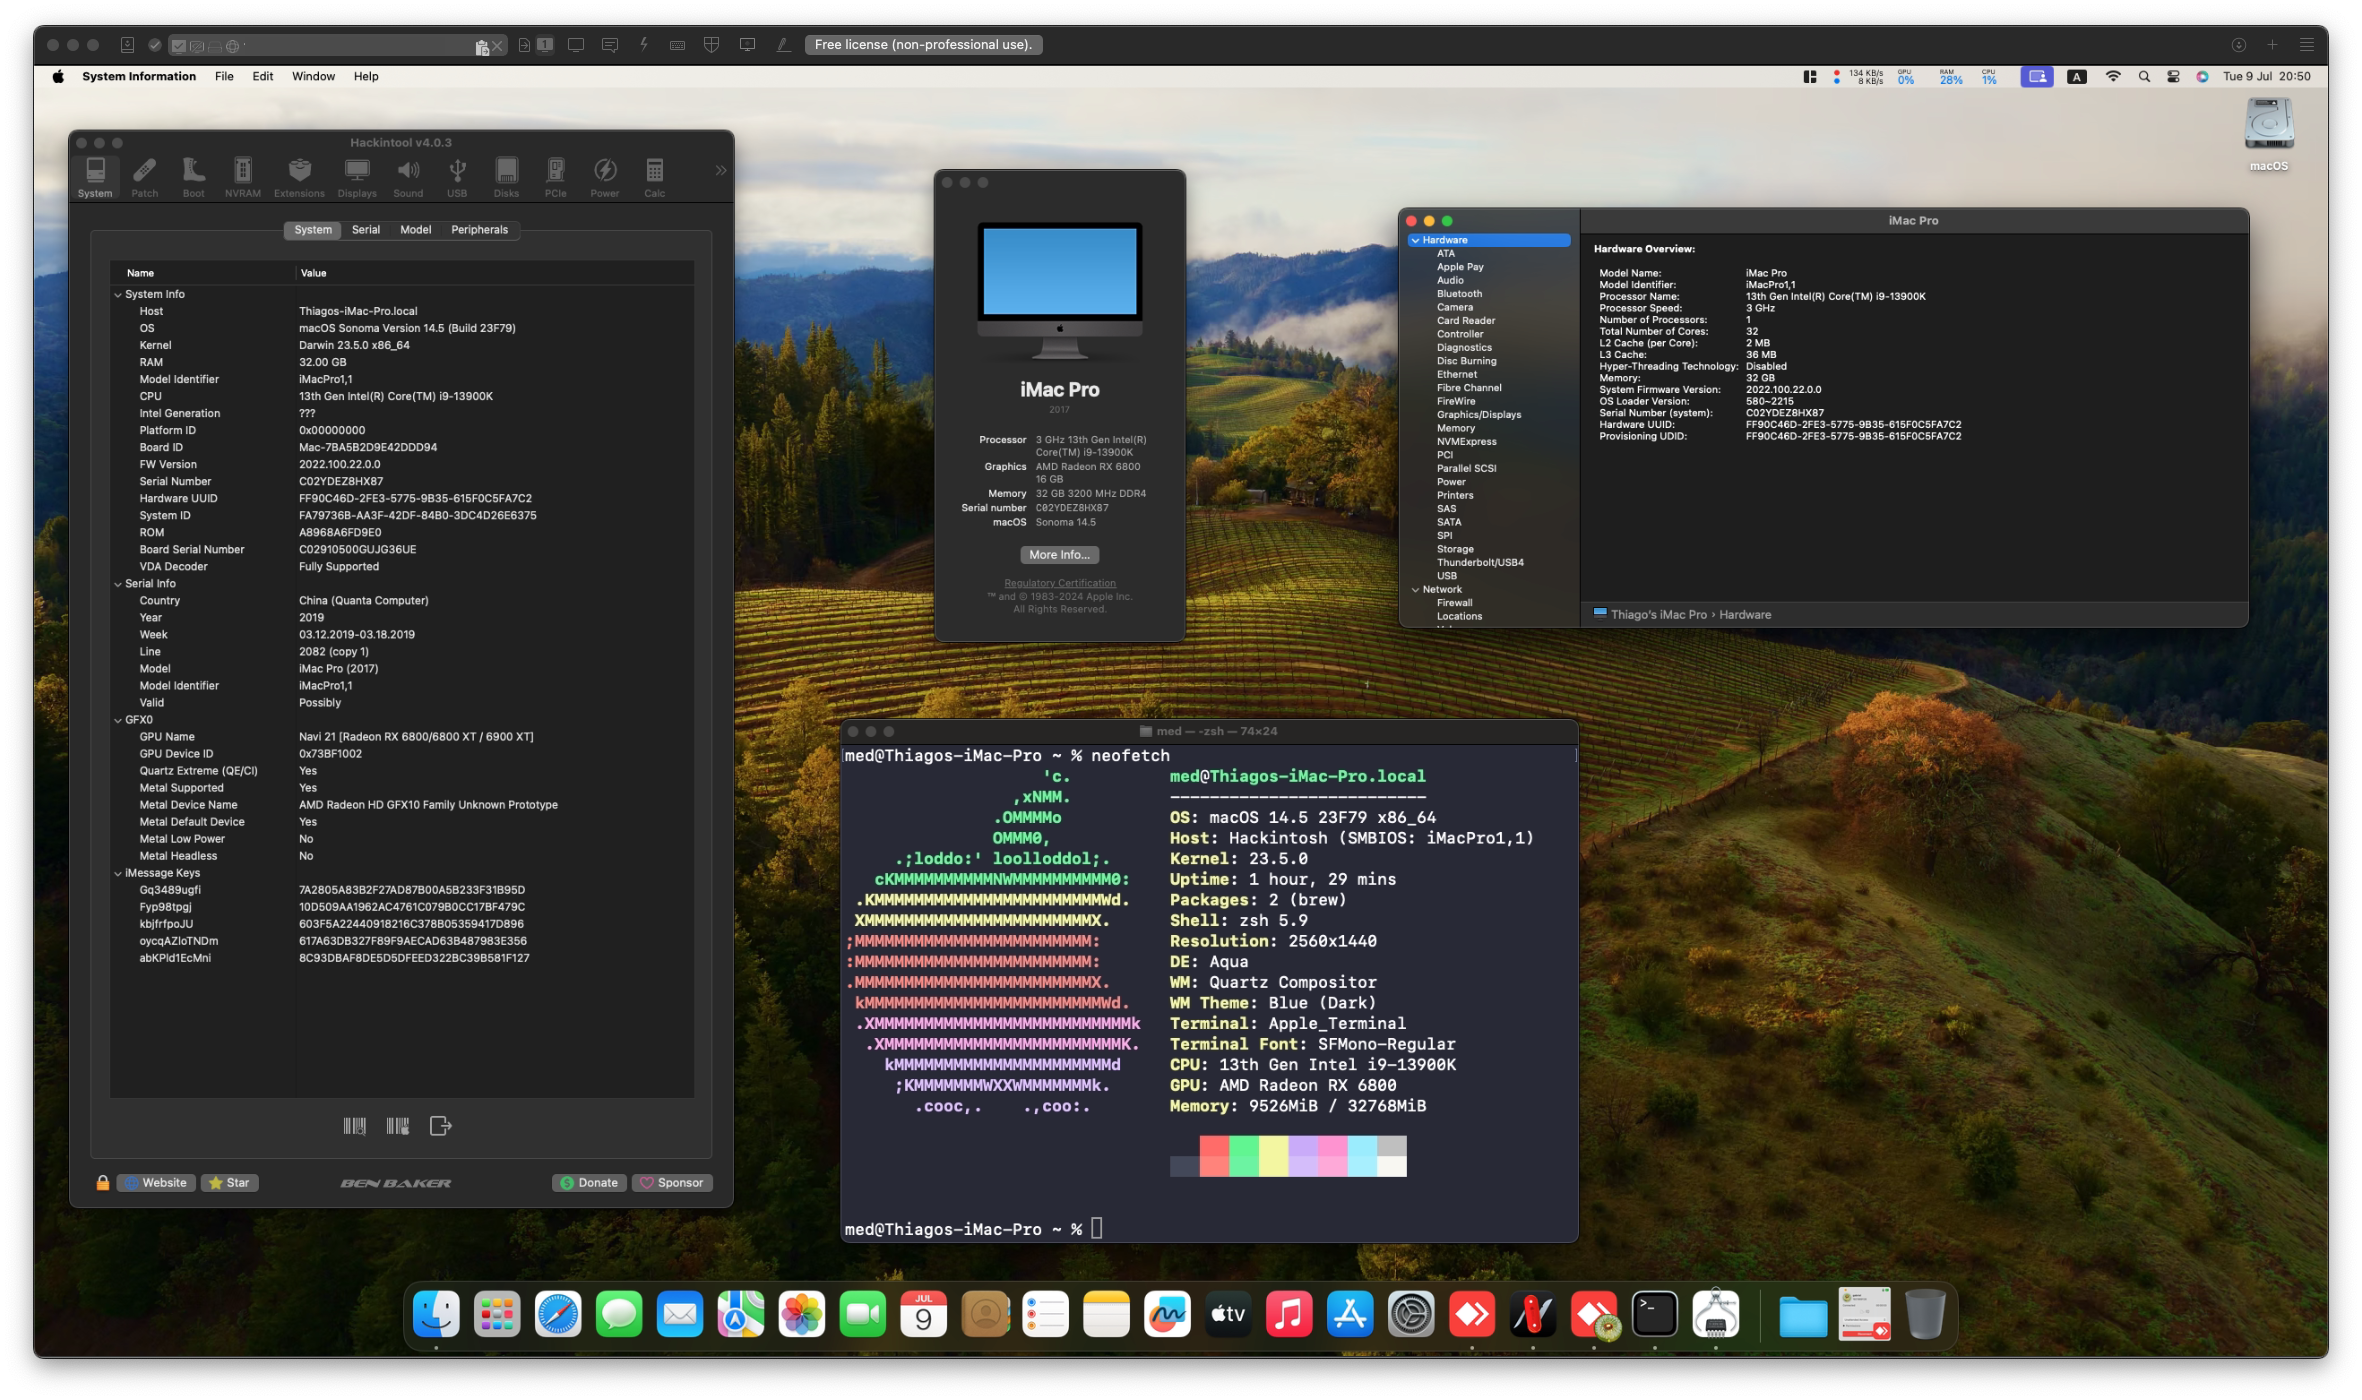 1
Free license (non-professional use).
System Information File Edit Window Help
134 KB/s
8 KB/s
GPU
0%
RAM
28%
CPU
1%
A
Tue 9 Jul 20:50
macOS
Hackintool v4.0.3
System Patch Boot NVRAM Extensions Displays Sound USB Disks PCIe Power Calc
System Serial Model Peripherals
Name Value
System Info
Host Thiagos-iMac-Pro.local
OS macOS Sonoma Version 14.5 (Build 23F79)
Kernel Darwin 23.5.0 x86_64
RAM 32.00 GB
Model Identifier iMacPro1,1
CPU 13th Gen Intel(R) Core(TM) i9-13900K
Intel Generation ???
Platform ID 0x00000000
Board ID Mac-7BA5B2D9E42DDD94
FW Version 2022.100.22.0.0
Serial Number C02YDEZ8HX87
Hardware UUID FF90C46D-2FE3-5775-9B35-615F0C5FA7C2
System ID FA79736B-AA3F-42DF-84B0-3DC4D26E6375
ROM A8968A6FD9E0
Board Serial Number C02910500GUJG36UE
VDA Decoder Fully Supported
Serial Info
Country China (Quanta Computer)
Year 2019
Week 03.12.2019-03.18.2019
Line 2082 (copy 1)
Model iMac Pro (2017)
Model Identifier iMacPro1,1
Valid Possibly
GFX0
GPU Name Navi 21 [Radeon RX 6800/6800 XT / 6900 XT]
GPU Device ID 0x73BF1002
Quartz Extreme (QE/CI) Yes
Metal Supported Yes
Metal Device Name AMD Radeon HD GFX10 Family Unknown Prototype
Metal Default Device Yes
Metal Low Power No
Metal Headless No
iMessage Keys
Gq3489ugfi 7A2805A83B2F27AD87B00A5B233F31B95D
Fyp98tpgj 10D509AA1962AC4761C079B0CC17BF479C
kbjfrfpoJU 603F5A22440918216C378B05359417D896
oycqAZloTNDm 617A63DB327F89F9AECAD63B487983E356
abKPld1EcMni 8C93DBAF8DE5D5DFEED322BC39B581F127
Website Star BEN BAKER Donate Sponsor
iMac Pro
2017
Processor 3 GHz 13th Gen Intel(R)
Core(TM) i9-13900K
Graphics AMD Radeon RX 6800
16 GB
Memory 32 GB 3200 MHz DDR4
Serial number C02YDEZ8HX87
macOS Sonoma 14.5
More Info...
Regulatory Certification
™ and © 1983-2024 Apple Inc.
All Rights Reserved.
iMac Pro
Hardware
ATA
Apple Pay
Audio
Bluetooth
Camera
Card Reader
Controller
Diagnostics
Disc Burning
Ethernet
Fibre Channel
FireWire
Graphics/Displays
Memory
NVMExpress
PCI
Parallel SCSI
Power
Printers
SAS
SATA
SPI
Storage
Thunderbolt/USB4
USB
Network
Firewall
Locations
Hardware Overview:
Model Name: iMac Pro
Model Identifier: iMacPro1,1
Processor Name: 13th Gen Intel(R) Core(TM) i9-13900K
Processor Speed: 3 GHz
Number of Processors: 1
Total Number of Cores: 32
L2 Cache (per Core): 2 MB
L3 Cache: 36 MB
Hyper-Threading Technology: Disabled
Memory: 32 GB
System Firmware Version: 2022.100.22.0.0
OS Loader Version: 580~2215
Serial Number (system): C02YDEZ8HX87
Hardware UUID: FF90C46D-2FE3-5775-9B35-615F0C5FA7C2
Provisioning UDID: FF90C46D-2FE3-5775-9B35-615F0C5FA7C2
Thiago's iMac Pro › Hardware
med — -zsh — 74×24
med@Thiagos-iMac-Pro ~ % neofetch
'c. med@Thiagos-iMac-Pro.local
,xNMM. --------------------------
.OMMMMo OS: macOS 14.5 23F79 x86_64
OMMM0, Host: Hackintosh (SMBIOS: iMacPro1,1)
.;loddo:' loolloddol;. Kernel: 23.5.0
cKMMMMMMMMMMNWMMMMMMMMMM0: Uptime: 1 hour, 29 mins
.KMMMMMMMMMMMMMMMMMMMMMMMWd. Packages: 2 (brew)
XMMMMMMMMMMMMMMMMMMMMMMMX. Shell: zsh 5.9
;MMMMMMMMMMMMMMMMMMMMMMMM: Resolution: 2560x1440
:MMMMMMMMMMMMMMMMMMMMMMMM: DE: Aqua
.MMMMMMMMMMMMMMMMMMMMMMMMX. WM: Quartz Compositor
kMMMMMMMMMMMMMMMMMMMMMMMMWd. WM Theme: Blue (Dark)
.XMMMMMMMMMMMMMMMMMMMMMMMMMMk Terminal: Apple_Terminal
.XMMMMMMMMMMMMMMMMMMMMMMMMK. Terminal Font: SFMono-Regular
kMMMMMMMMMMMMMMMMMMMMMMd CPU: 13th Gen Intel i9-13900K
;KMMMMMMMWXXWMMMMMMMk. GPU: AMD Radeon RX 6800
.cooc,. .,coo:. Memory: 9526MiB / 32768MiB
med@Thiagos-iMac-Pro ~ %
JUL
9
tv
>_